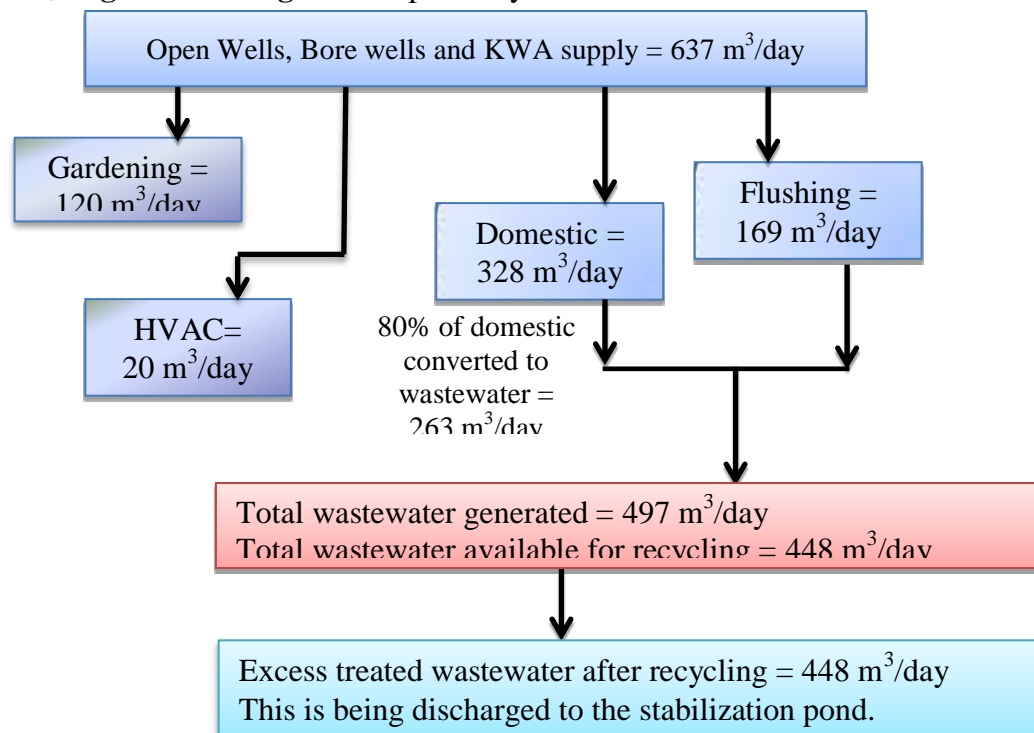 Open Wells, Bore wells and KWA supply = 637 m³/day
Gardening =
120 m³/day
Flushing =
169 m³/day
Domestic =
328 m³/day
HVAC=
20 m³/day
80% of domestic
converted to
wastewater =
263 m³/day
Total wastewater generated = 497 m³/day
Total wastewater available for recycling = 448 m³/day
Excess treated wastewater after recycling = 448 m³/day
This is being discharged to the stabilization pond.